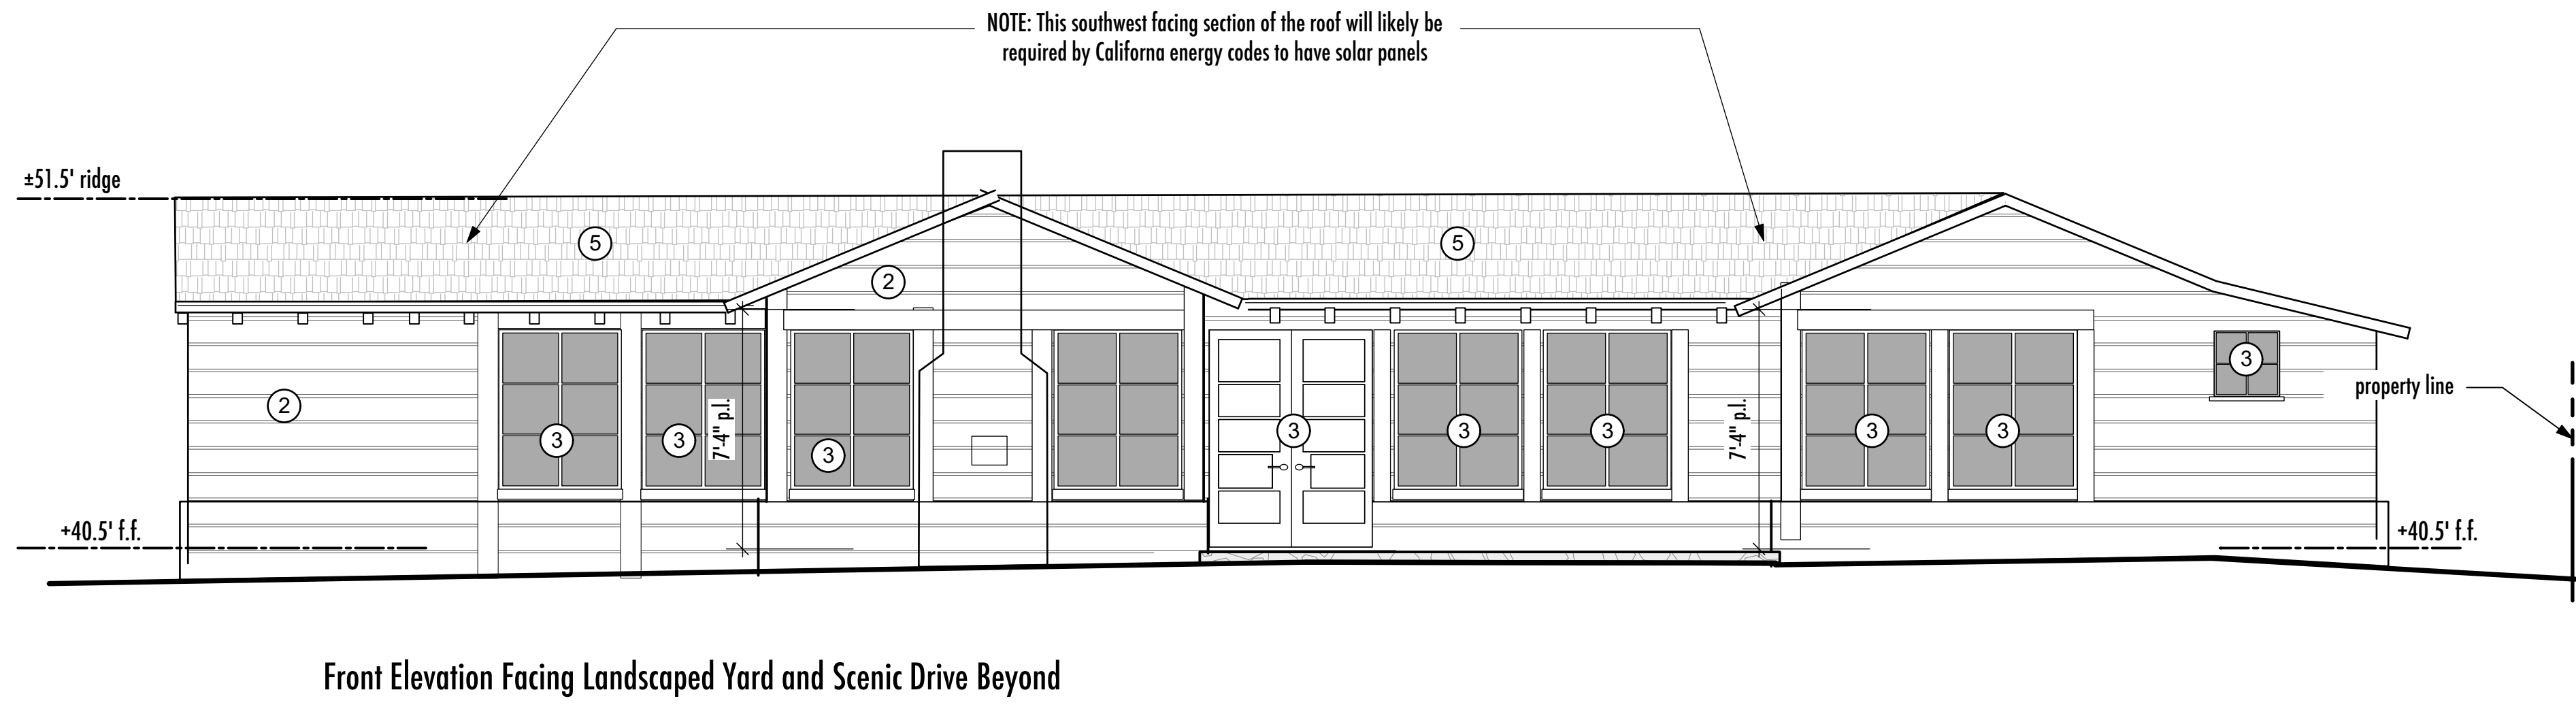 NOTE: This southwest facing section of the roof will likely be
required by Californa energy codes to have solar panels
±51.5' ridge
5
5
2
2
3
3
3
3
3
3
3
3
3
7'-4" p.l.
7'-4" p.l.
property line
+40.5' f.f.
+40.5' f.f.
Front Elevation Facing Landscaped Yard and Scenic Drive Beyond